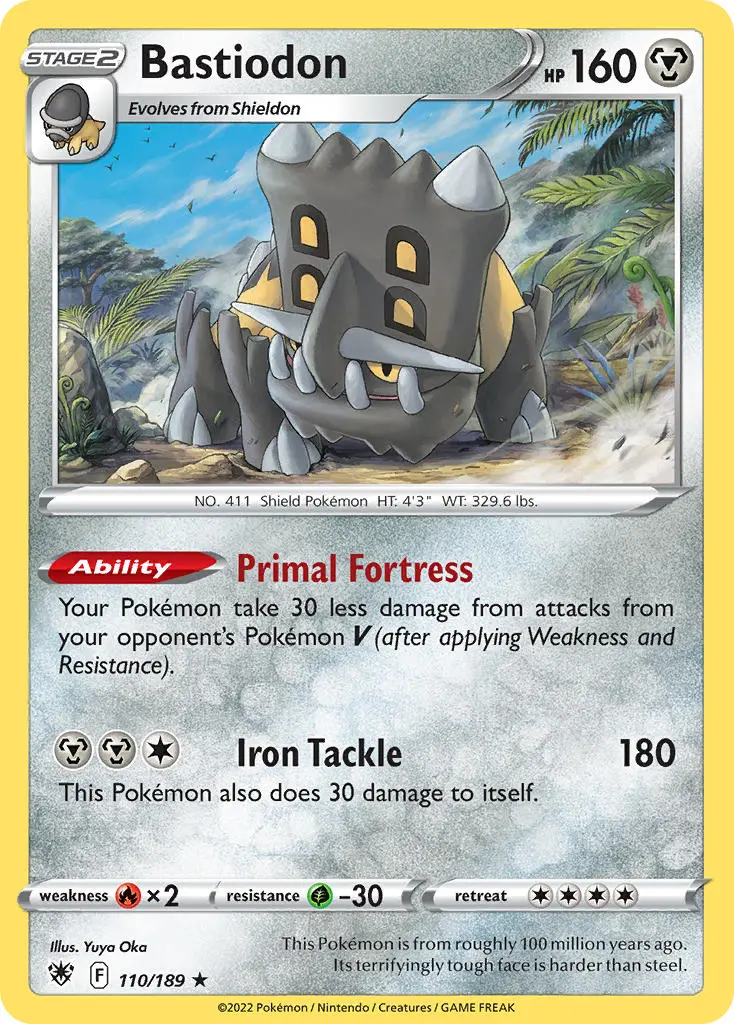 STAGE 2
Bastiodon
HP 160
Evolves from Shieldon
NO. 411 Shield Pokémon HT: 4'3" WT: 329.6 lbs.
Ability Primal Fortress
Your Pokémon take 30 less damage from attacks from
your opponent's Pokémon V (after applying Weakness and
Resistance).
Iron Tackle 180
This Pokémon also does 30 damage to itself.
weakness ×2 resistance -30 retreat
Illus. Yuya Oka
This Pokémon is from roughly 100 million years ago.
Its terrifyingly tough face is harder than steel.
F 110/189 ★
©2022 Pokémon / Nintendo / Creatures / GAME FREAK